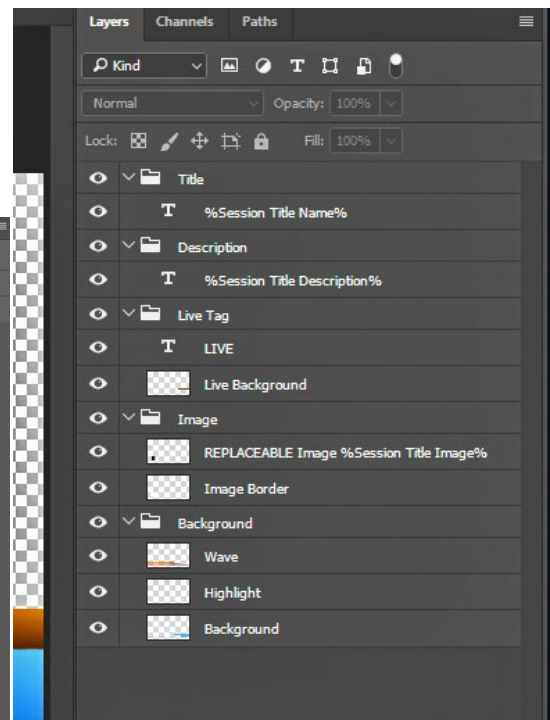 Layers Channels Paths
Kind T
Normal Opacity: 100%
Lock: Fill: 100%
Title
T %Session Title Name%
Description
T %Session Title Description%
Live Tag
T LIVE
Live Background
Image
REPLACEABLE Image %Session Title Image%
Image Border
Background
Wave
Highlight
Background